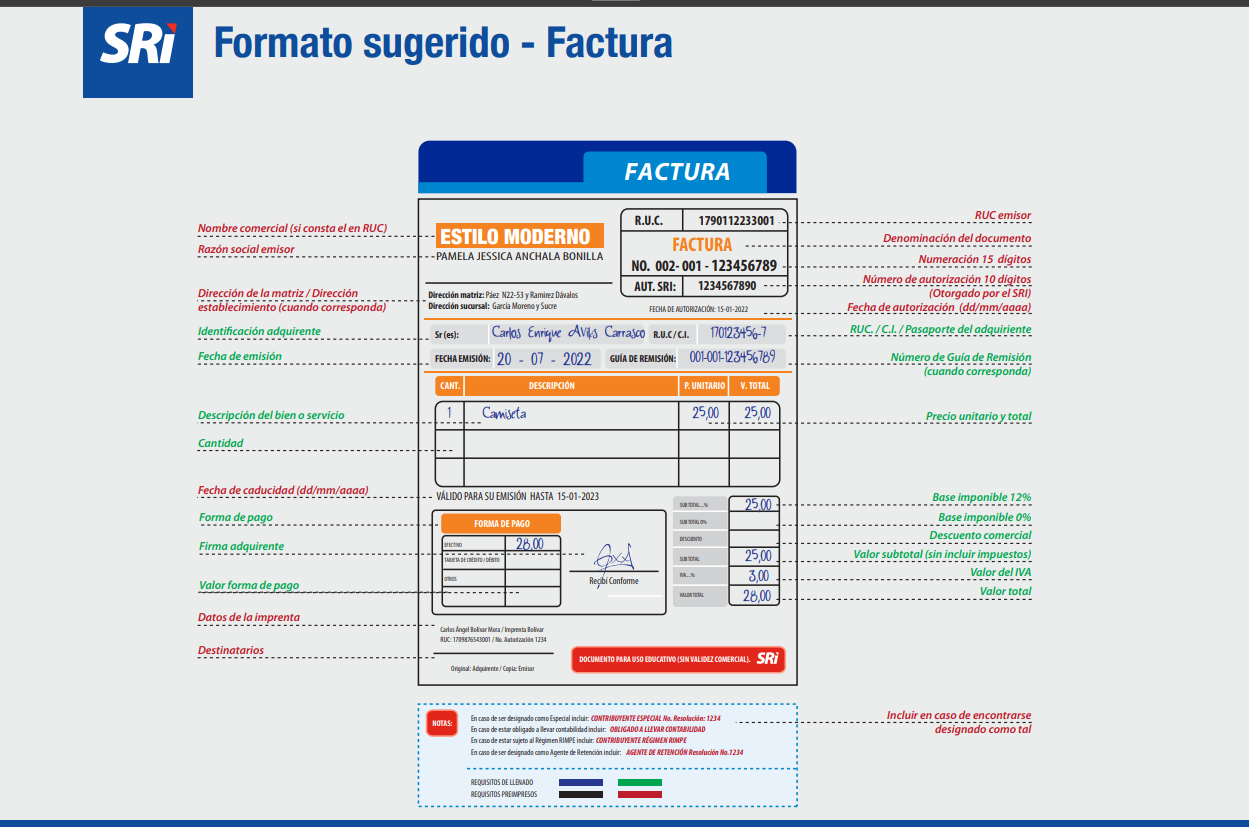 SRi
Formato sugerido - Factura
FACTURA
Nombre comercial (si consta el en RUC)
Razón social emisor
Dirección de la matriz / Dirección
establecimiento (cuando corresponda)
Identificación adquirente
Fecha de emisión
Descripción del bien o servicio
Cantidad
Fecha de caducidad (dd/mm/aaaa)
Forma de pago
Firma adquirente
Valor forma de pago
Datos de la imprenta
Destinatarios
ESTILO MODERNO
PAMELA JESSICA ANCHALA BONILLA
Dirección matriz: Páez N22-53 y Ramírez Dávalos
Dirección sucursal: García Moreno y Sucre
R.U.C. 1790112233001
FACTURA
NO. 002- 001 - 123456789
AUT. SRI: 1234567890
FECHA DE AUTORIZACIÓN: 15-01-2022
Sr (es): Carlos Enrique Avilés Carrasco R.U.C / C.I. 170123456-7
FECHA EMISIÓN: 20 - 07 - 2022 GUÍA DE REMISIÓN: 001-001-123456789
CANT. DESCRIPCIÓN P. UNITARIO V. TOTAL
1 Camiseta 25,00 25,00
VÁLIDO PARA SU EMISIÓN HASTA 15-01-2023
FORMA DE PAGO
EFECTIVO 28,00
TARJETA DE CRÉDITO / DÉBITO
OTROS
Recibí Conforme
SUB TOTAL...% 25,00
SUB TOTAL 0%
DESCUENTO
SUB TOTAL 25,00
IVA...% 3,00
VALOR TOTAL 28,00
Carlos Ángel Bolívar Mora / Imprenta Bolívar
RUC: 1709876543001 / No. Autorización 1234
Original: Adquirente / Copia: Emisor
DOCUMENTO PARA USO EDUCATIVO (SIN VALIDEZ COMERCIAL). SRi
RUC emisor
Denominación del documento
Numeración 15 dígitos
Número de autorización 10 dígitos
(Otorgado por el SRI)
Fecha de autorización (dd/mm/aaaa)
RUC. / C.I. / Pasaporte del adquiriente
Número de Guía de Remisión
(cuando corresponda)
Precio unitario y total
Base imponible 12%
Base imponible 0%
Descuento comercial
Valor subtotal (sin incluir impuestos)
Valor del IVA
Valor total
Incluir en caso de encontrarse
designado como tal
NOTAS:
En caso de ser designado como Especial incluir: CONTRIBUYENTE ESPECIAL No. Resolución: 1234
En caso de estar obligado a llevar contabilidad incluir: OBLIGADO A LLEVAR CONTABILIDAD
En caso de estar sujeto al Régimen RIMPE incluir: CONTRIBUYENTE RÉGIMEN RIMPE
En caso de ser designado como Agente de Retención incluir: AGENTE DE RETENCIÓN Resolución No.1234
REQUISITOS DE LLENADO
REQUISITOS PREIMPRESOS